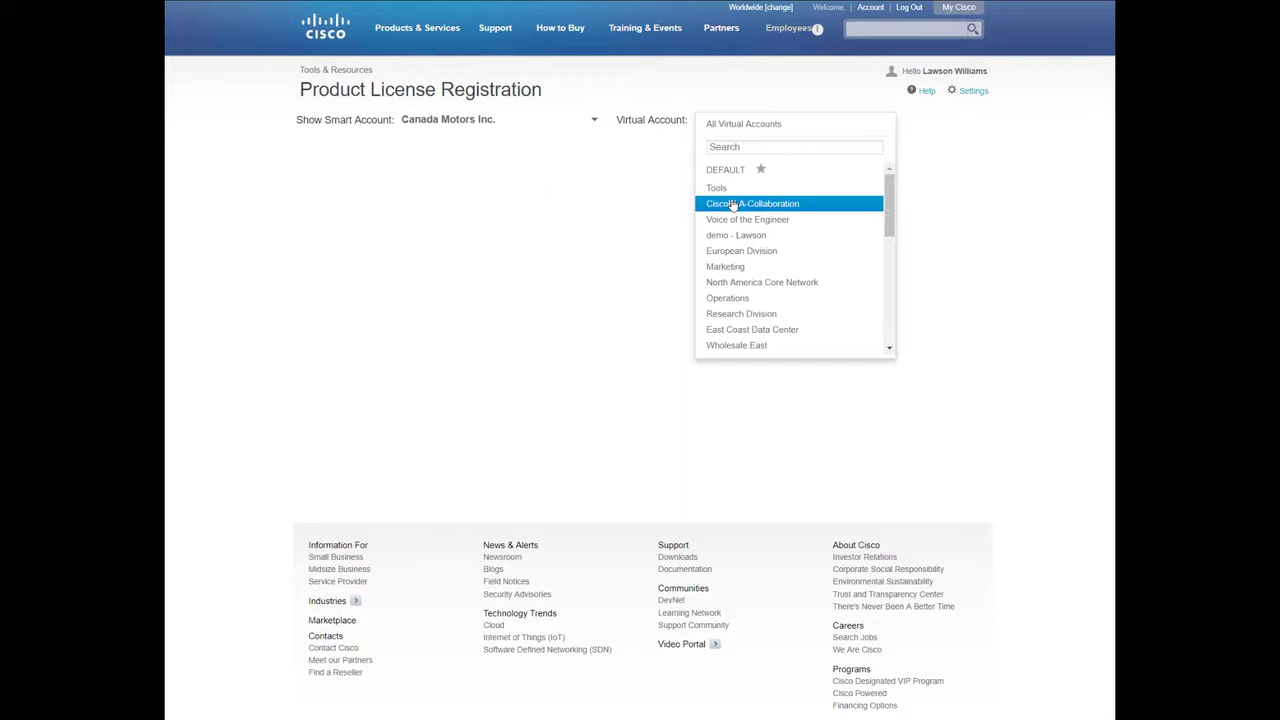 Worldwide [change] Welcome, Account Log Out My Cisco
CISCO Products & Services Support How to Buy Training & Events Partners Employees i
Tools & Resources
Hello Lawson Williams
Product License Registration
Help Settings
Show Smart Account: Canada Motors Inc. Virtual Account:
All Virtual Accounts
Search
DEFAULT
Tools
A-Collaboration
Voice of the Engineer
demo - Lawson
European Division
Marketing
North America Core Network
Operations
Research Division
East Coast Data Center
Wholesale East
Information For
Small Business
Midsize Business
Service Provider
Industries
Marketplace
Contacts
Contact Cisco
Meet our Partners
Find a Reseller
News & Alerts
Newsroom
Blogs
Field Notices
Security Advisories
Technology Trends
Cloud
Internet of Things (IoT)
Software Defined Networking (SDN)
Support
Downloads
Documentation
Communities
DevNet
Learning Network
Support Community
Video Portal
About Cisco
Investor Relations
Corporate Social Responsibility
Environmental Sustainability
Trust and Transparency Center
There's Never Been A Better Time
Careers
Search Jobs
We Are Cisco
Programs
Cisco Designated VIP Program
Cisco Powered
Financing Options